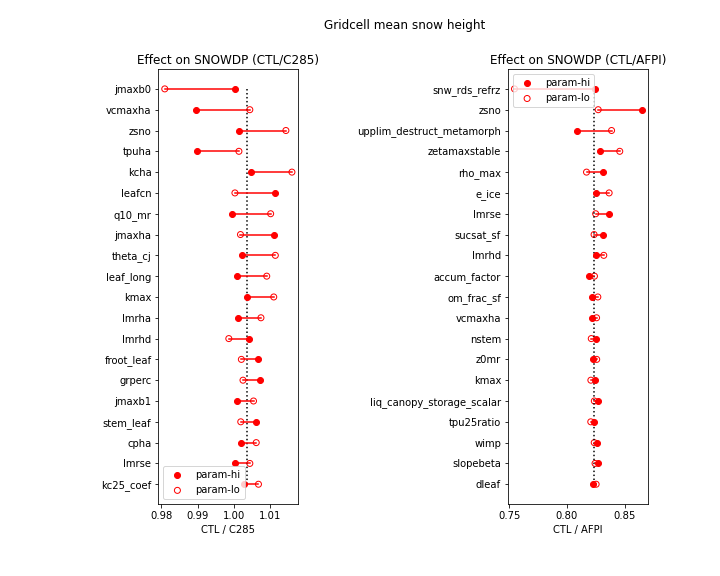 Gridcell mean snow height
Effect on SNOWDP (CTL/C285)
jmaxb0
vcmaxha
zsno
tpuha
kcha
leafcn
q10_mr
jmaxha
theta_cj
leaf_long
kmax
lmrha
lmrhd
froot_leaf
grperc
jmaxb1
stem_leaf
cpha
lmrse
kc25_coef
param-hi
param-lo
0.98 0.99 1.00 1.01
CTL / C285
Effect on SNOWDP (CTL/AFPI)
param-hi
param-lo
snw_rds_refrz
zsno
upplim_destruct_metamorph
zetamaxstable
rho_max
e_ice
lmrse
sucsat_sf
lmrhd
accum_factor
om_frac_sf
vcmaxha
nstem
z0mr
kmax
liq_canopy_storage_scalar
tpu25ratio
wimp
slopebeta
dleaf
0.75 0.80 0.85
CTL / AFPI